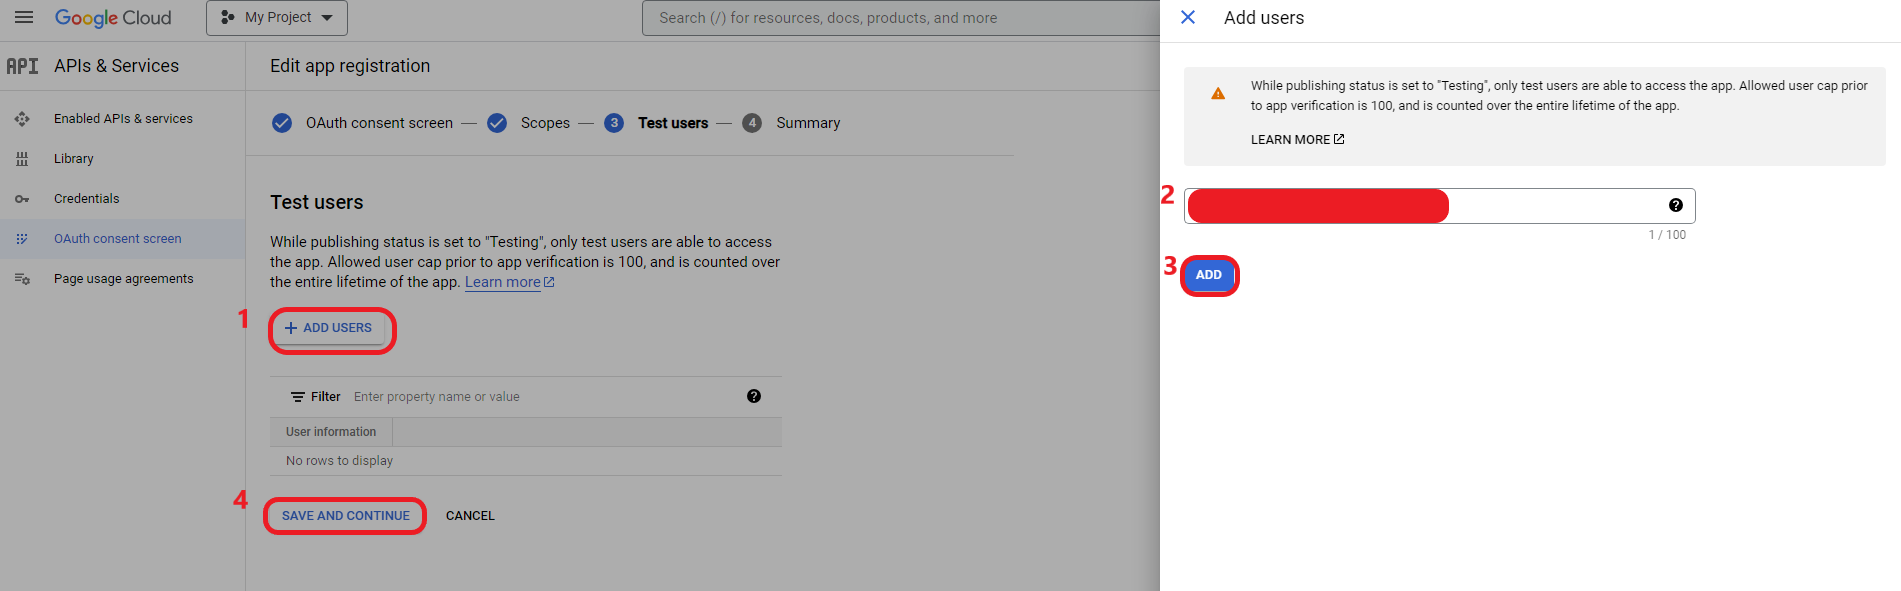 Google Cloud
My Project
Search (/) for resources, docs, products, and more
API APIs & Services
Enabled APIs & services
Library
Credentials
OAuth consent screen
Page usage agreements
Edit app registration
OAuth consent screen — Scopes — 3 Test users — 4 Summary
Test users
While publishing status is set to "Testing", only test users are able to access
the app. Allowed user cap prior to app verification is 100, and is counted over
the entire lifetime of the app. Learn more
1
+ ADD USERS
Filter Enter property name or value
User information
No rows to display
4
SAVE AND CONTINUE CANCEL
Add users
While publishing status is set to "Testing", only test users are able to access the app. Allowed user cap prior
to app verification is 100, and is counted over the entire lifetime of the app.
LEARN MORE
2
1 / 100
3
ADD